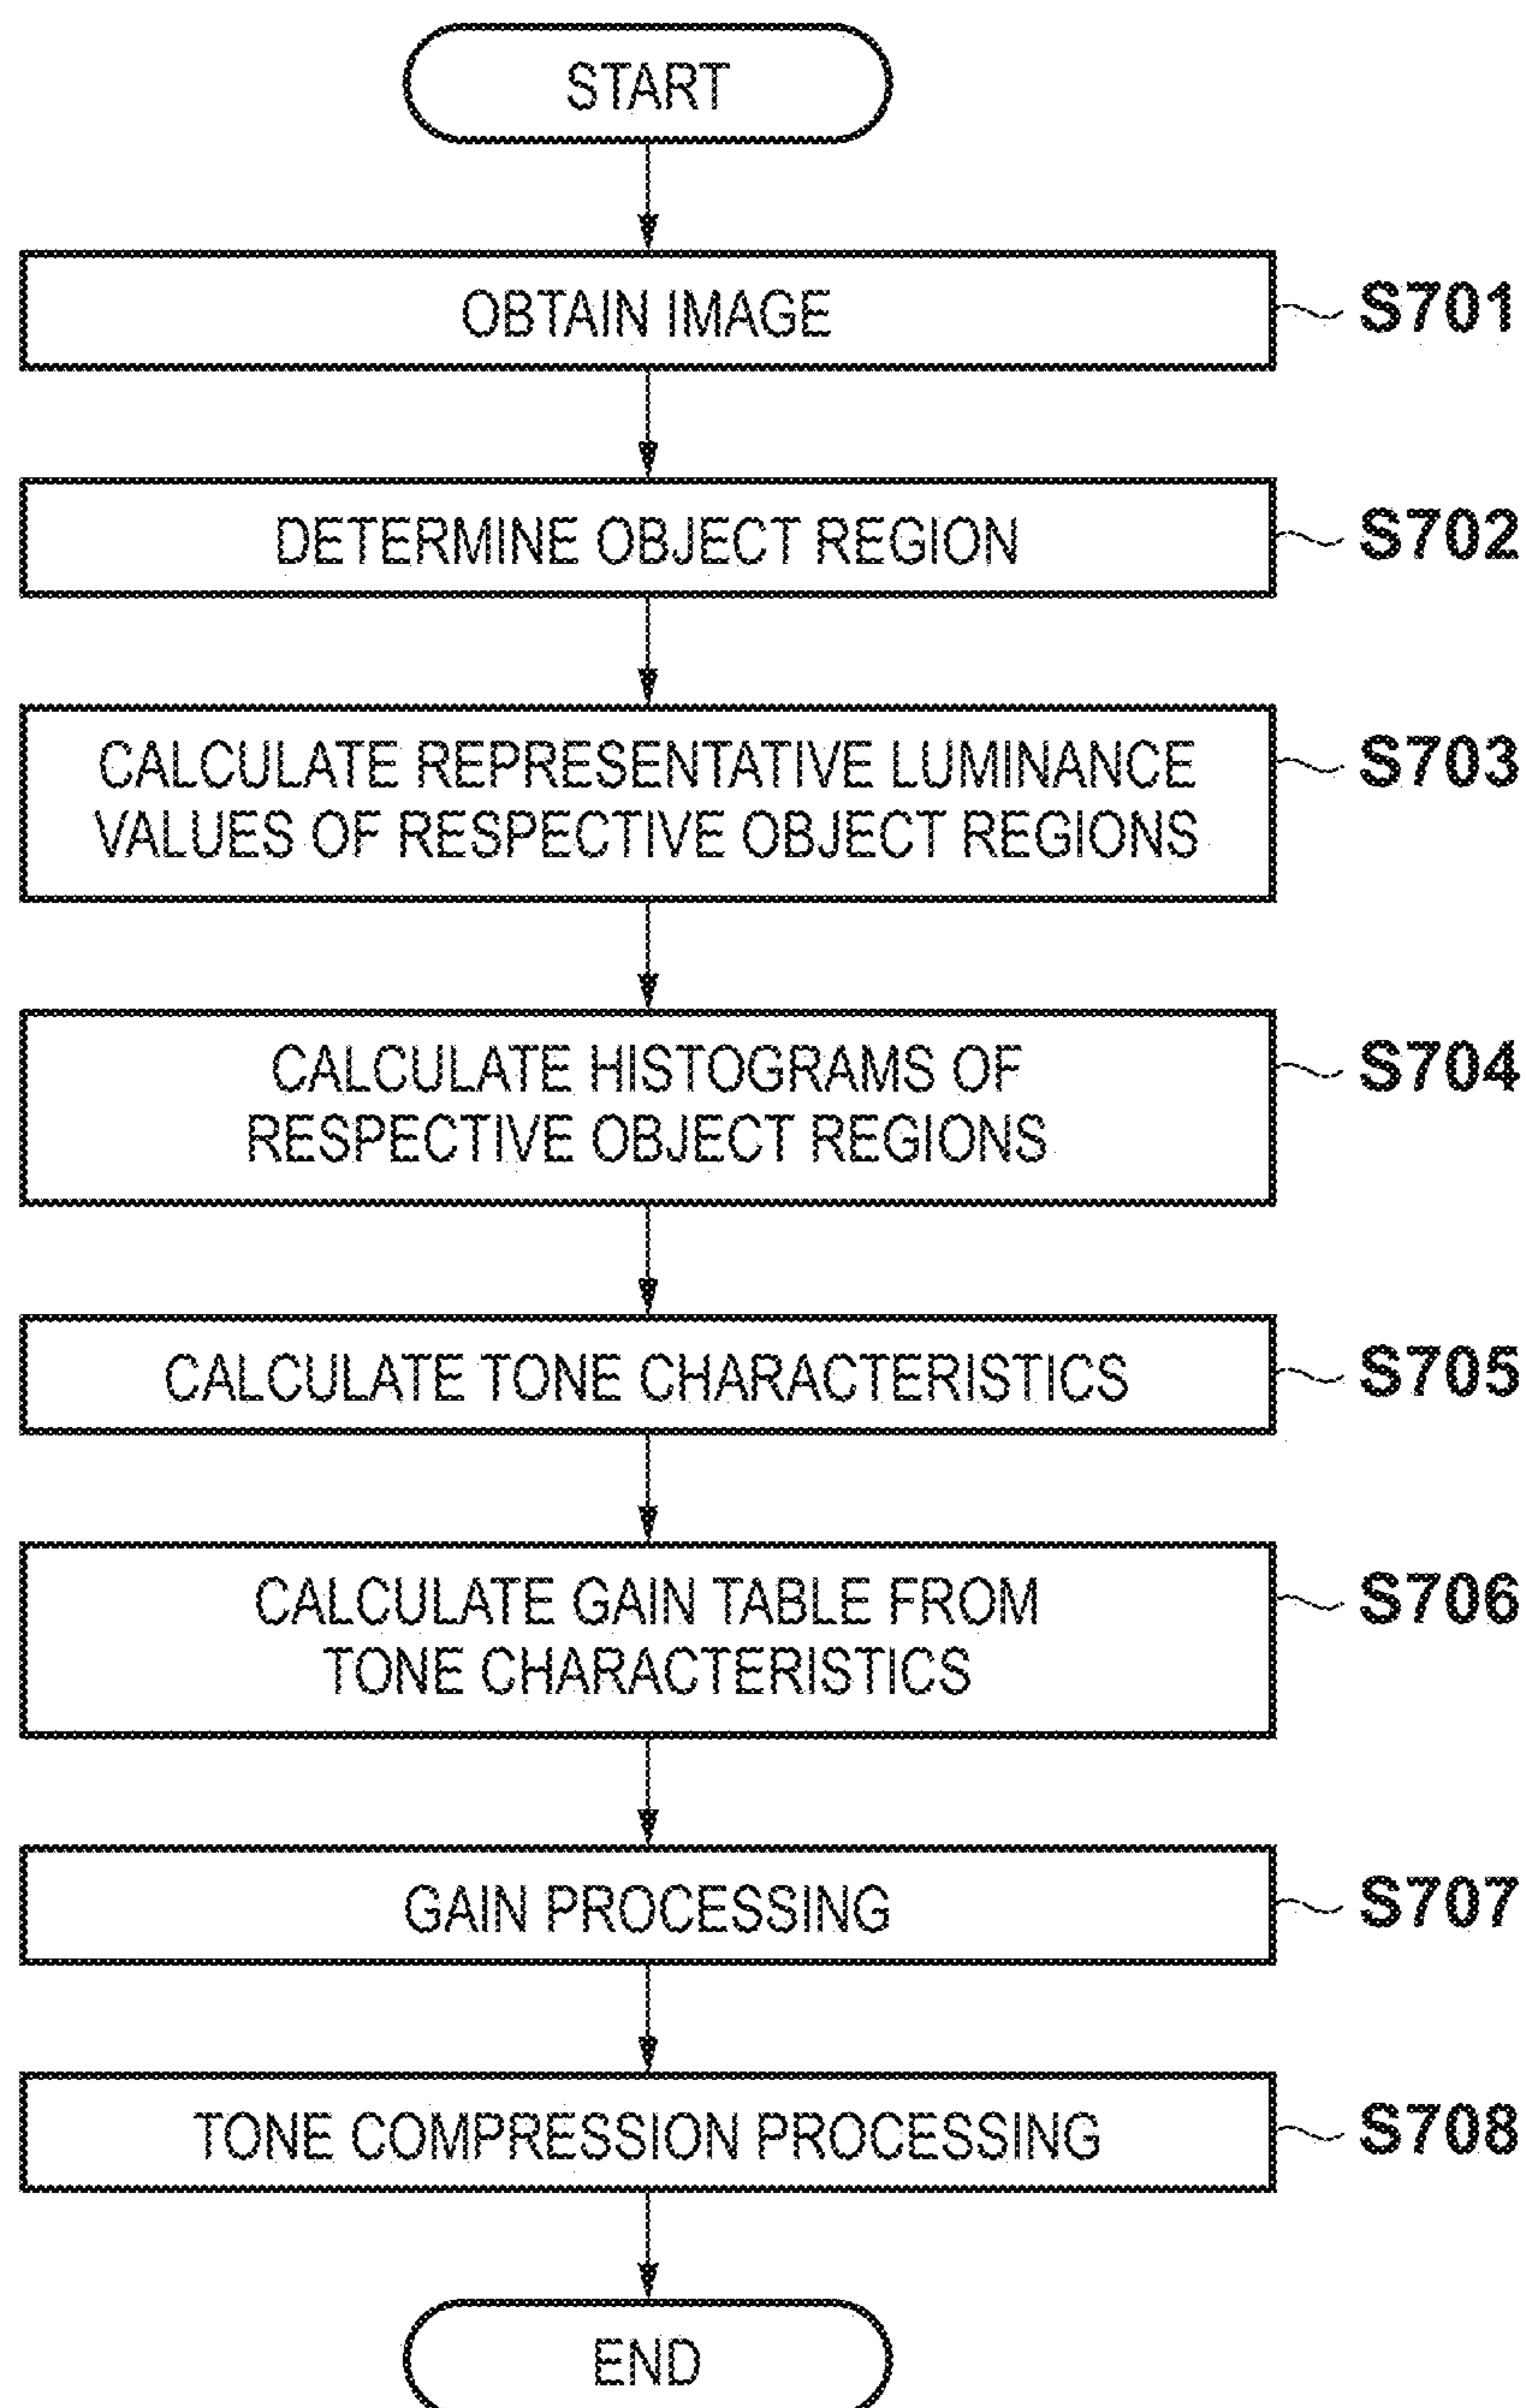 START
OBTAIN IMAGE
S701
DETERMINE OBJECT REGION
S702
CALCULATE REPRESENTATIVE LUMINANCE
VALUES OF RESPECTIVE OBJECT REGIONS
S703
CALCULATE HISTOGRAMS OF
RESPECTIVE OBJECT REGIONS
S704
CALCULATE TONE CHARACTERISTICS
S705
CALCULATE GAIN TABLE FROM
TONE CHARACTERISTICS
S706
GAIN PROCESSING
S707
TONE COMPRESSION PROCESSING
S708
END